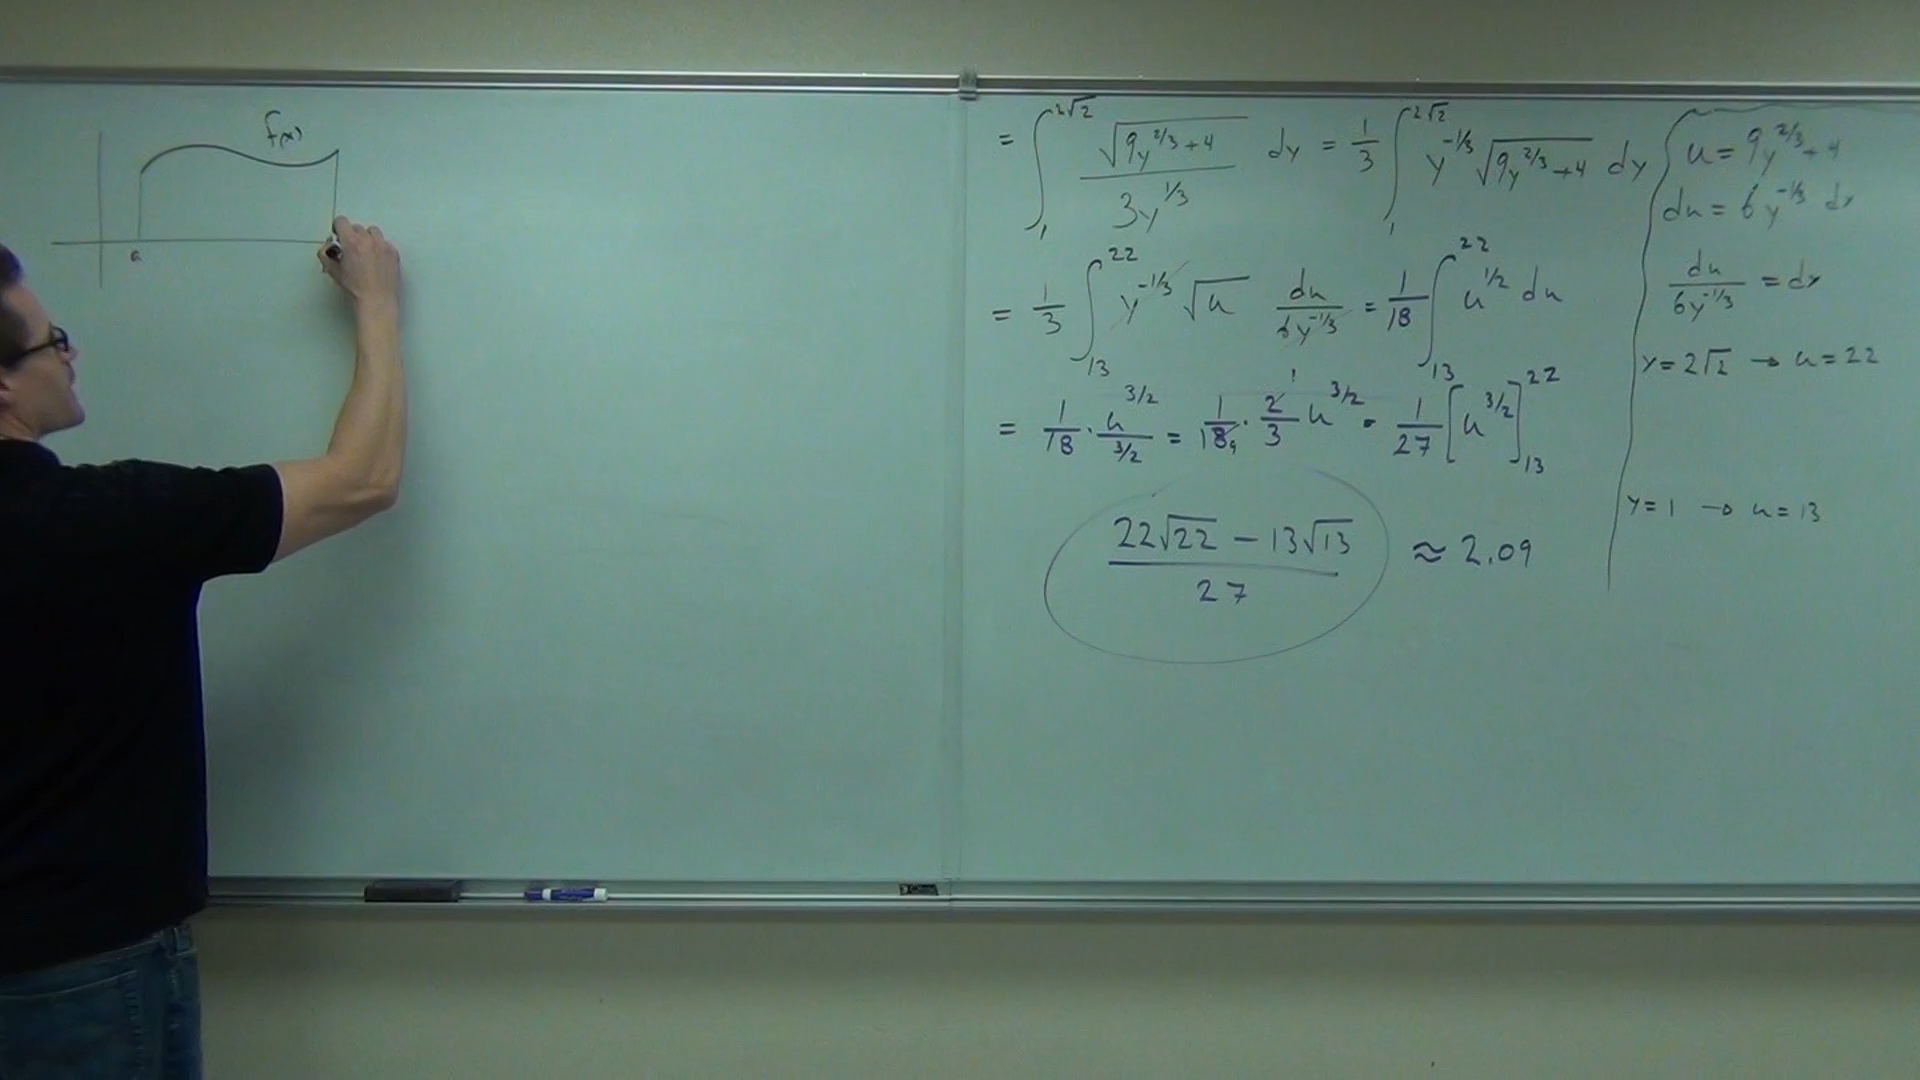 f(x)
a
= ∫₁^{2√2} √(9y^{2/3}+4) / 3y^{1/3} dy = 1/3 ∫₁^{2√2} y^{-1/3} √(9y^{2/3}+4) dy
= 1/3 ∫₁₃^{22} y^{-1/3} √u du/6y^{-1/3} = 1/18 ∫₁₃^{22} u^{1/2} du
= 1/18 · u^{3/2} / 3/2 = 1/18 9 · 2/3 1 u^{3/2} = 1/27 [u^{3/2}]₁₃^{22}
22√22 - 13√13 / 27 ≈ 2.09
u = 9y^{2/3}+4
du = 6y^{-1/3} dy
du / 6y^{-1/3} = dy
y = 2√2 → u = 22
y = 1 → u = 13